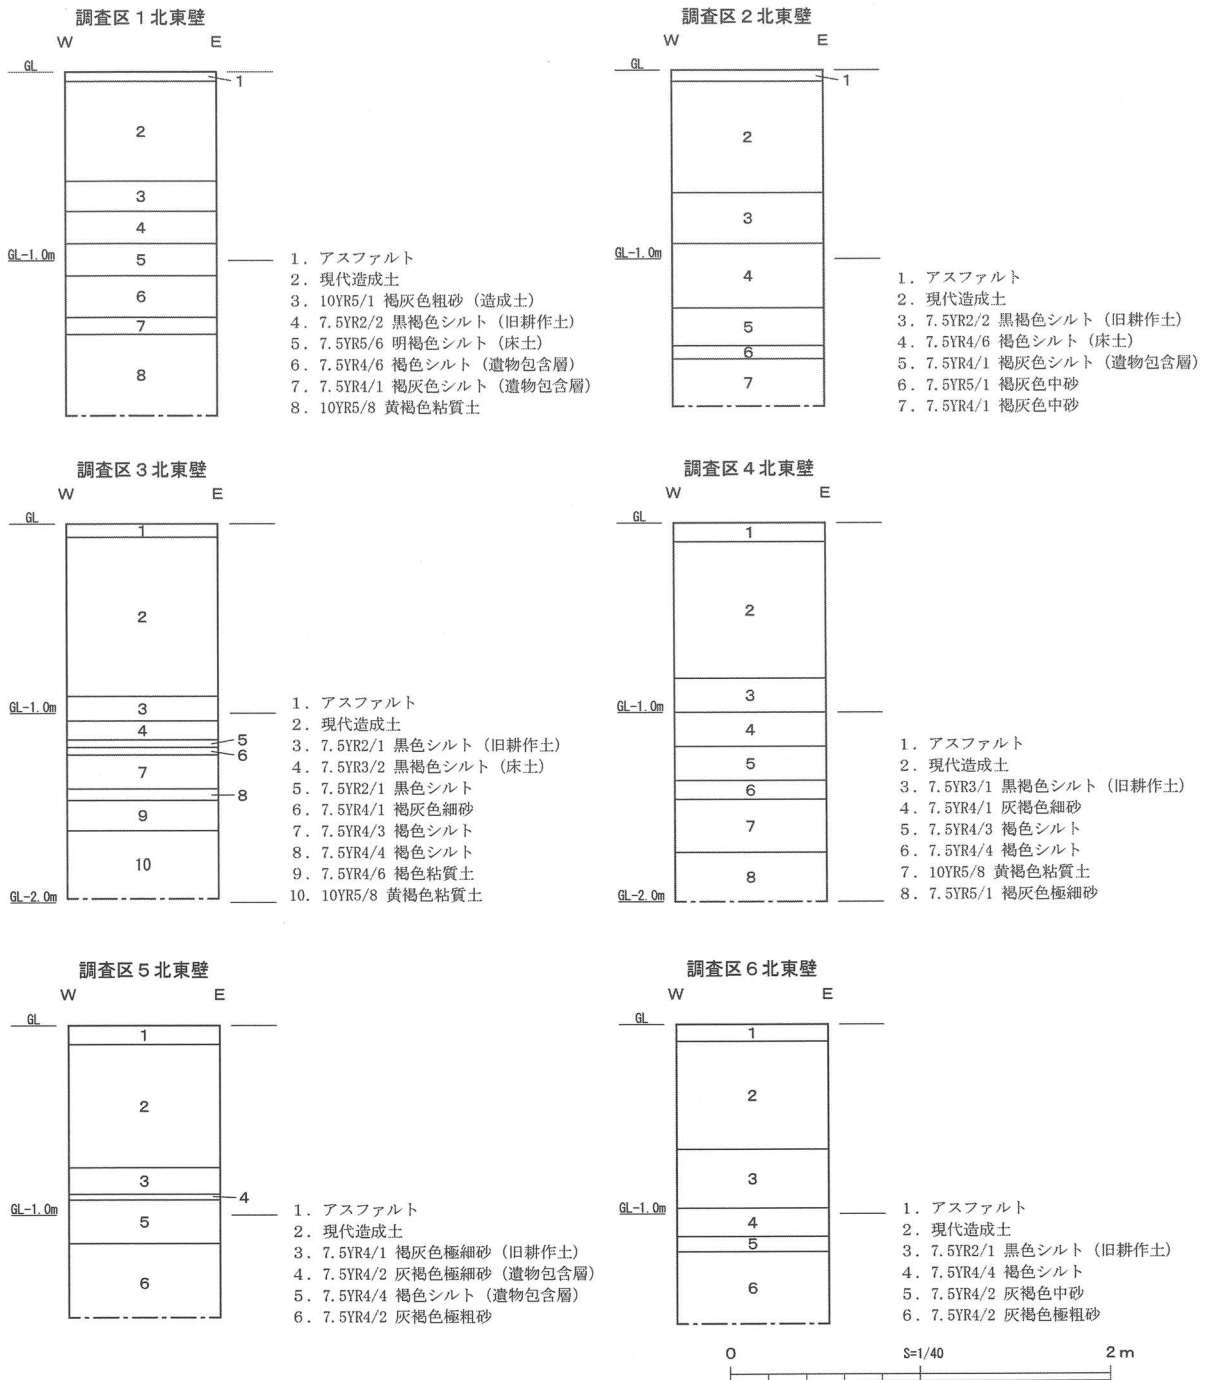 調査区1北東壁
W E
GL
1
2
3
4
GL-1.0m
5
6
7
8
1. アスファルト
2. 現代造成土
3. 10YR5/1 褐灰色粗砂（造成土）
4. 7.5YR2/2 黒褐色シルト（旧耕作土）
5. 7.5YR5/6 明褐色シルト（床土）
6. 7.5YR4/6 褐色シルト（遺物包含層）
7. 7.5YR4/1 褐灰色シルト（遺物包含層）
8. 10YR5/8 黄褐色粘質土
調査区2北東壁
W E
GL
1
2
3
GL-1.0m
4
5
6
7
1. アスファルト
2. 現代造成土
3. 7.5YR2/2 黒褐色シルト（旧耕作土）
4. 7.5YR4/6 褐色シルト（床土）
5. 7.5YR4/1 褐灰色シルト（遺物包含層）
6. 7.5YR5/1 褐灰色中砂
7. 7.5YR4/1 褐灰色中砂
調査区3北東壁
W E
GL
1
2
GL-1.0m
3
4
5
6
7
8
9
10
GL-2.0m
1. アスファルト
2. 現代造成土
3. 7.5YR2/1 黒色シルト（旧耕作土）
4. 7.5YR3/2 黒褐色シルト（床土）
5. 7.5YR2/1 黒色シルト
6. 7.5YR4/1 褐灰色細砂
7. 7.5YR4/3 褐色シルト
8. 7.5YR4/4 褐色シルト
9. 7.5YR4/6 褐色粘質土
10. 10YR5/8 黄褐色粘質土
調査区4北東壁
W E
GL
1
2
3
GL-1.0m
4
5
6
7
8
GL-2.0m
1. アスファルト
2. 現代造成土
3. 7.5YR3/1 黒褐色シルト（旧耕作土）
4. 7.5YR4/1 灰褐色細砂
5. 7.5YR4/3 褐色シルト
6. 7.5YR4/4 褐色シルト
7. 10YR5/8 黄褐色粘質土
8. 7.5YR5/1 褐灰色極細砂
調査区5北東壁
W E
GL
1
2
3
4
GL-1.0m
5
6
1. アスファルト
2. 現代造成土
3. 7.5YR4/1 褐灰色極細砂（旧耕作土）
4. 7.5YR4/2 灰褐色極細砂（遺物包含層）
5. 7.5YR4/4 褐色シルト（遺物包含層）
6. 7.5YR4/2 灰褐色極粗砂
調査区6北東壁
W E
GL
1
2
3
GL-1.0m
4
5
6
1. アスファルト
2. 現代造成土
3. 7.5YR2/1 黒色シルト（旧耕作土）
4. 7.5YR4/4 褐色シルト
5. 7.5YR4/2 灰褐色中砂
6. 7.5YR4/2 灰褐色極粗砂
0 S=1/40 2m